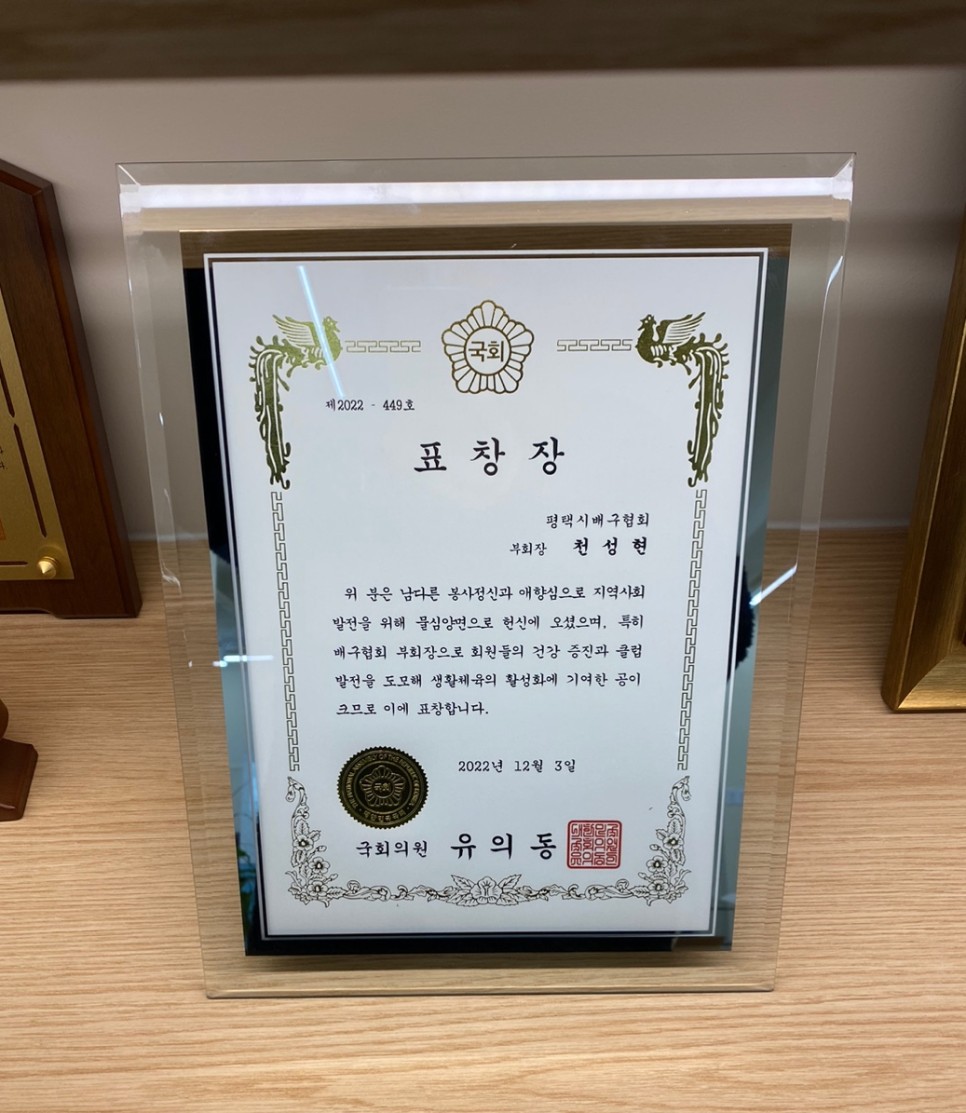 국회
제2022 - 449호
표 창 장
평택시배구협회
부회장 천 성 현
위 분은 남다른 봉사정신과 애향심으로 지역사회
발전을 위해 물심양면으로 헌신에 오셨으며, 특히
배구협회 부회장으로 회원들의 건강 증진과 클럽
발전을 도모해 생활체육의 활성화에 기여한 공이
크므로 이에 표창합니다.
2022년 12월 3일
국회
국회의원 유 의 동